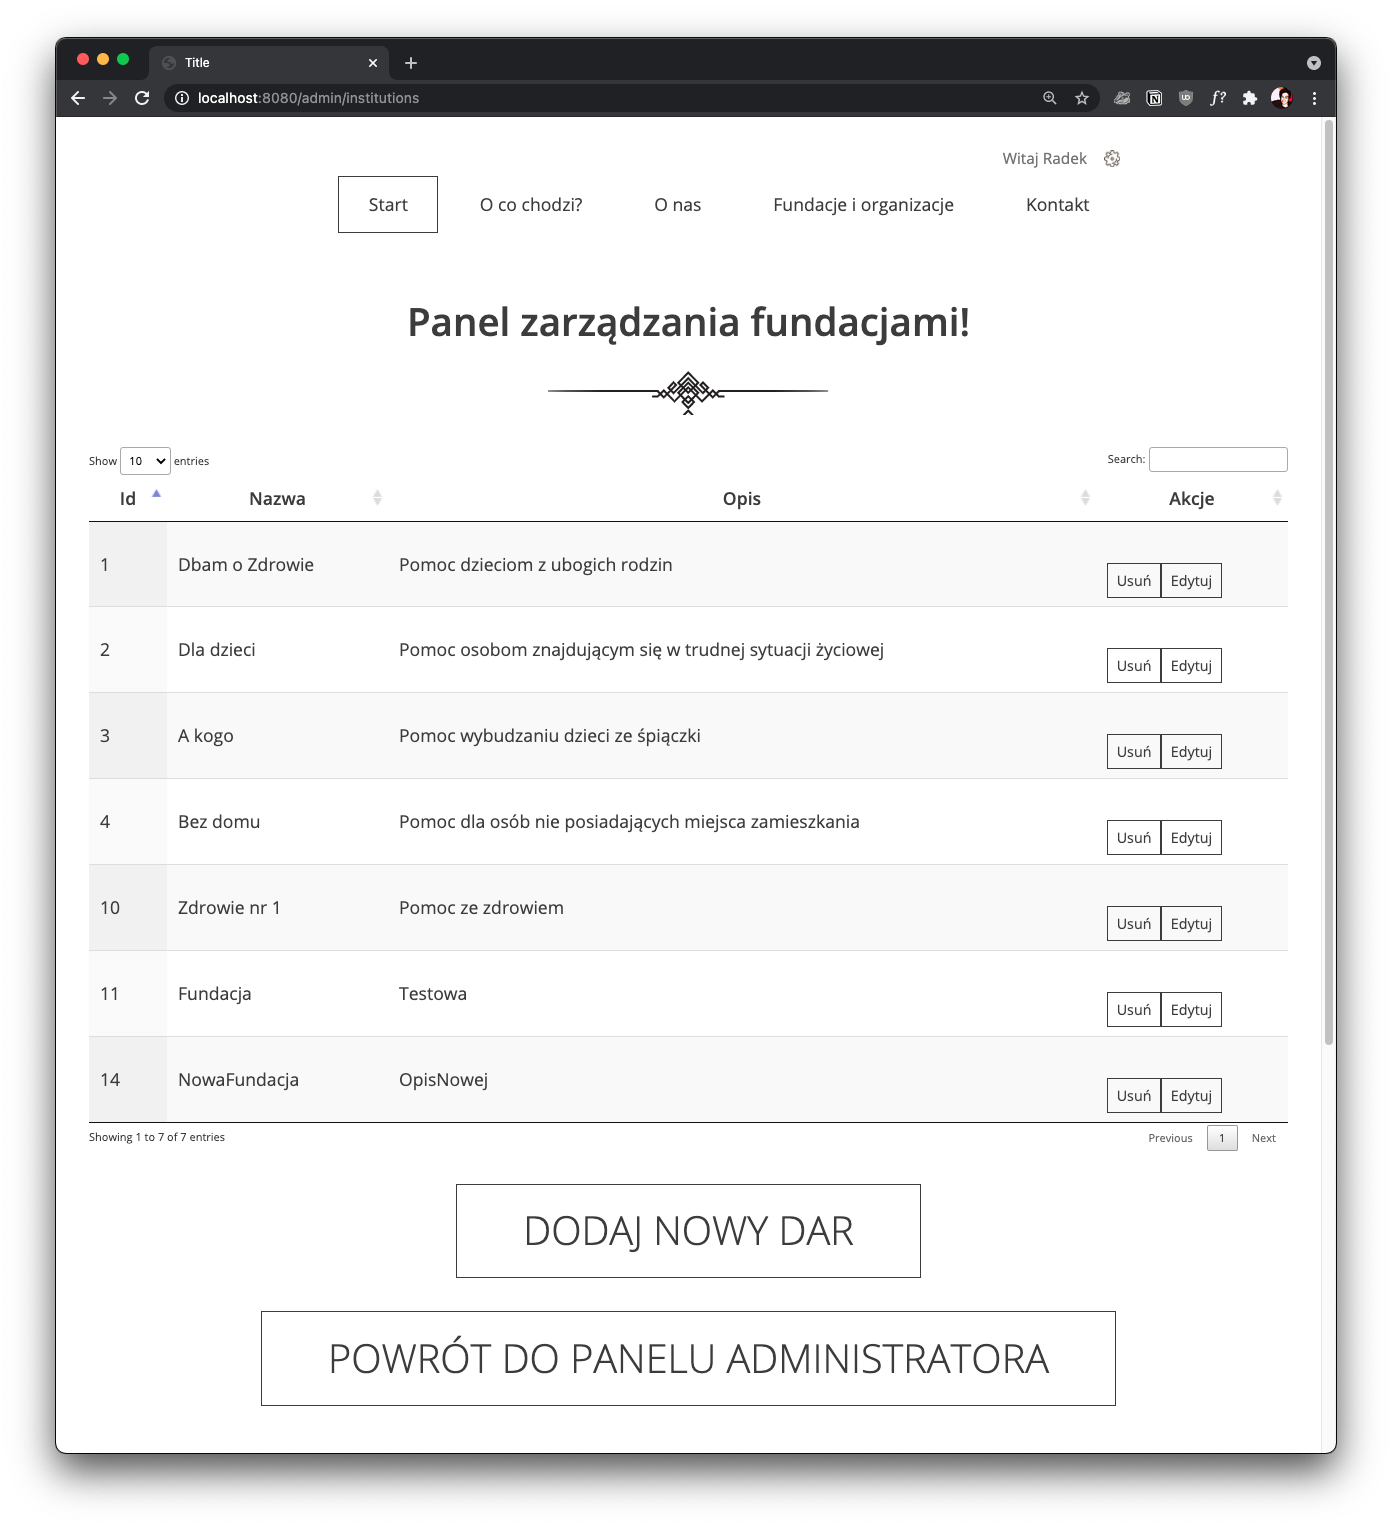 Title
localhost:8080/admin/institutions
Witaj Radek
Start O co chodzi? O nas Fundacje i organizacje Kontakt
Panel zarządzania fundacjami!
Show 10 entries Search:
Id Nazwa Opis Akcje
1 Dbam o Zdrowie Pomoc dzieciom z ubogich rodzin Usuń Edytuj
2 Dla dzieci Pomoc osobom znajdującym się w trudnej sytuacji życiowej Usuń Edytuj
3 A kogo Pomoc wybudzaniu dzieci ze śpiączki Usuń Edytuj
4 Bez domu Pomoc dla osób nie posiadających miejsca zamieszkania Usuń Edytuj
10 Zdrowie nr 1 Pomoc ze zdrowiem Usuń Edytuj
11 Fundacja Testowa Usuń Edytuj
14 NowaFundacja OpisNowej Usuń Edytuj
Showing 1 to 7 of 7 entries Previous 1 Next
DODAJ NOWY DAR
POWRÓT DO PANELU ADMINISTRATORA